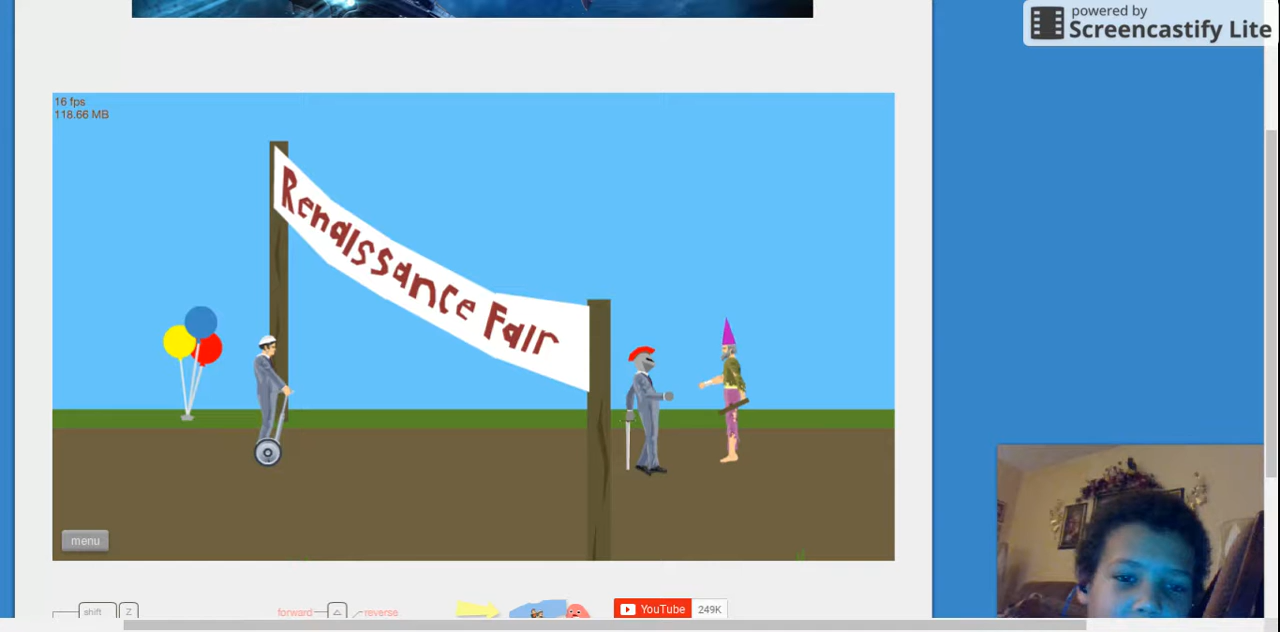 powered by
Screencastify Lite
16 fps
118.66 MB
Renaissance Fair
menu
shift Z
forward reverse
YouTube 249K